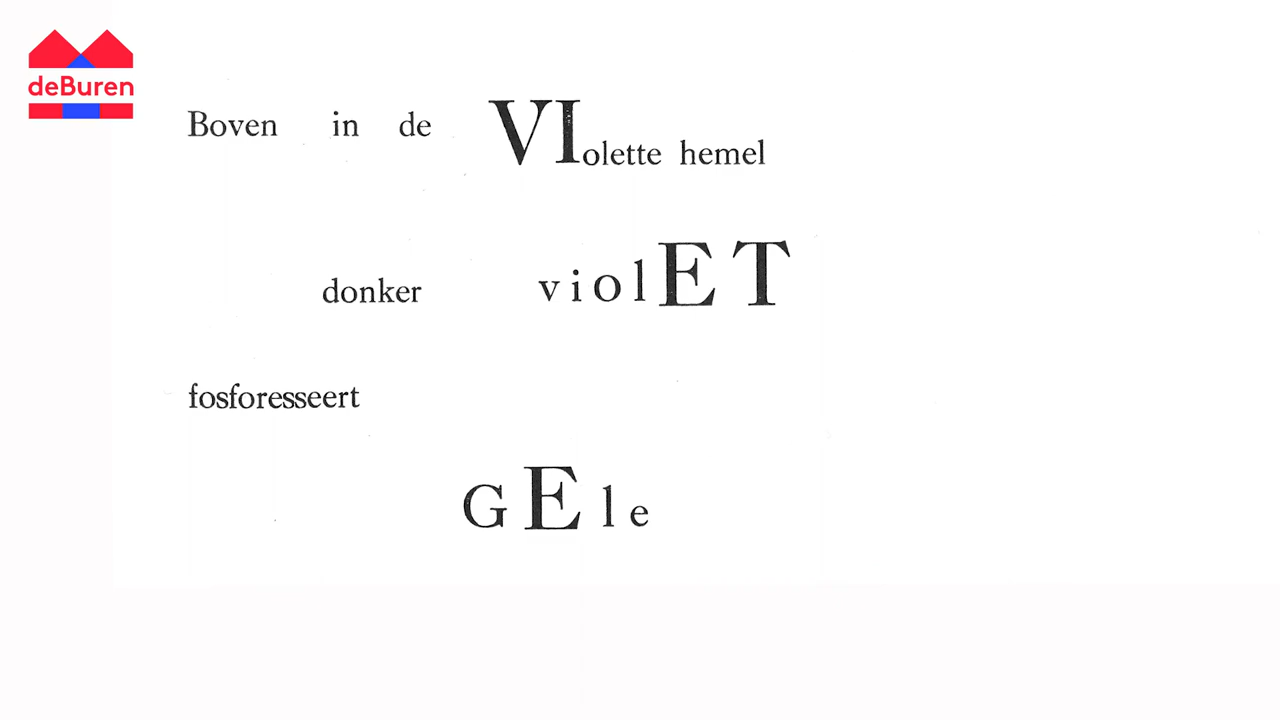 deBuren
Boven in de VIolette hemel
donker violET
fosforesseert
GEle